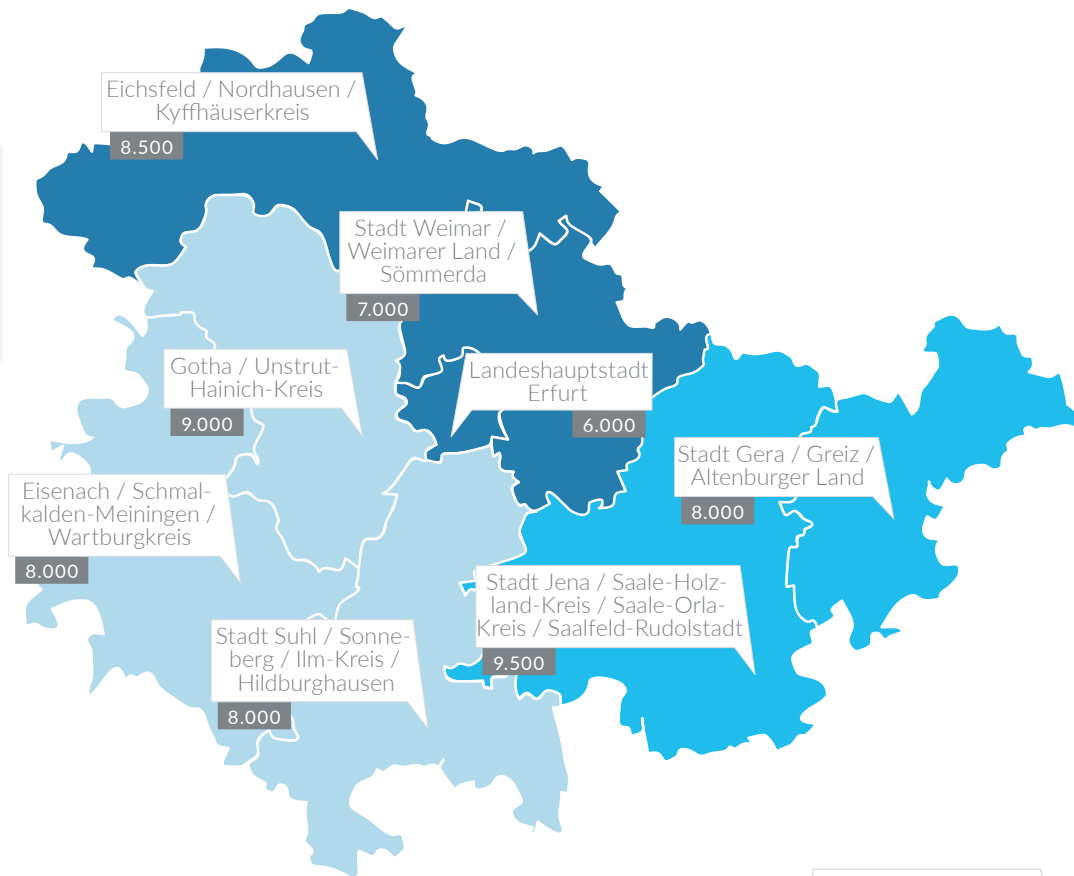 Eichsfeld / Nordhausen /
Kyffhäuserkreis
8.500
Stadt Weimar /
Weimarer Land /
Sömmerda
7.000
Gotha / Unstrut-
Hainich-Kreis
9.000
Landeshauptstadt
Erfurt
6.000
Stadt Gera / Greiz /
Altenburger Land
8.000
Eisenach / Schmal-
kalden-Meiningen /
Wartburgkreis
8.000
Stadt Jena / Saale-Holz-
land-Kreis / Saale-Orla-
Kreis / Saalfeld-Rudolstadt
9.500
Stadt Suhl / Sonne-
berg / Ilm-Kreis /
Hildburghausen
8.000